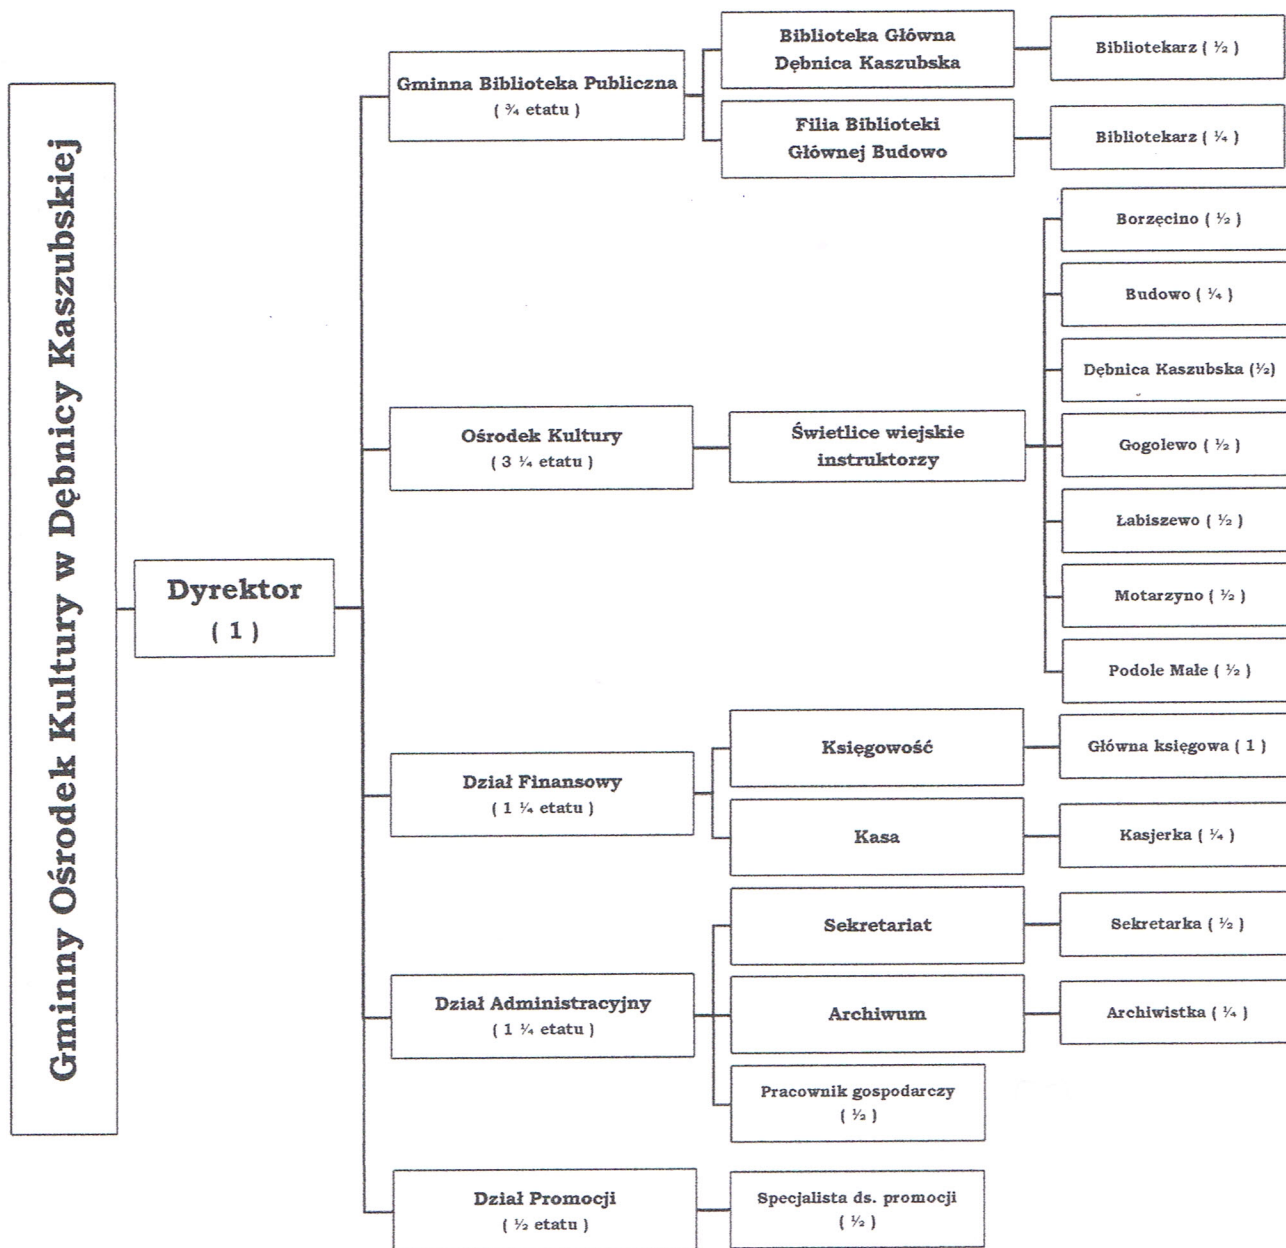 Gminny Ośrodek Kultury w Dębnicy Kaszubskiej
Dyrektor
( 1 )
Gminna Biblioteka Publiczna
( ¾ etatu )
Biblioteka Główna
Dębnica Kaszubska
Bibliotekarz ( ½ )
Filia Biblioteki
Głównej Budowo
Bibliotekarz ( ¼ )
Ośrodek Kultury
( 3 ¼ etatu )
Świetlice wiejskie
instruktorzy
Borzęcino ( ½ )
Budowo ( ¼ )
Dębnica Kaszubska (½)
Gogolewo ( ½ )
Łabiszewo ( ½ )
Motarzyno ( ½ )
Podole Małe ( ½ )
Dział Finansowy
( 1 ¼ etatu )
Księgowość
Główna księgowa ( 1 )
Kasa
Kasjerka ( ¼ )
Dział Administracyjny
( 1 ¼ etatu )
Sekretariat
Sekretarka ( ½ )
Archiwum
Archiwistka ( ¼ )
Pracownik gospodarczy
( ½ )
Dział Promocji
( ½ etatu )
Specjalista ds. promocji
( ½ )